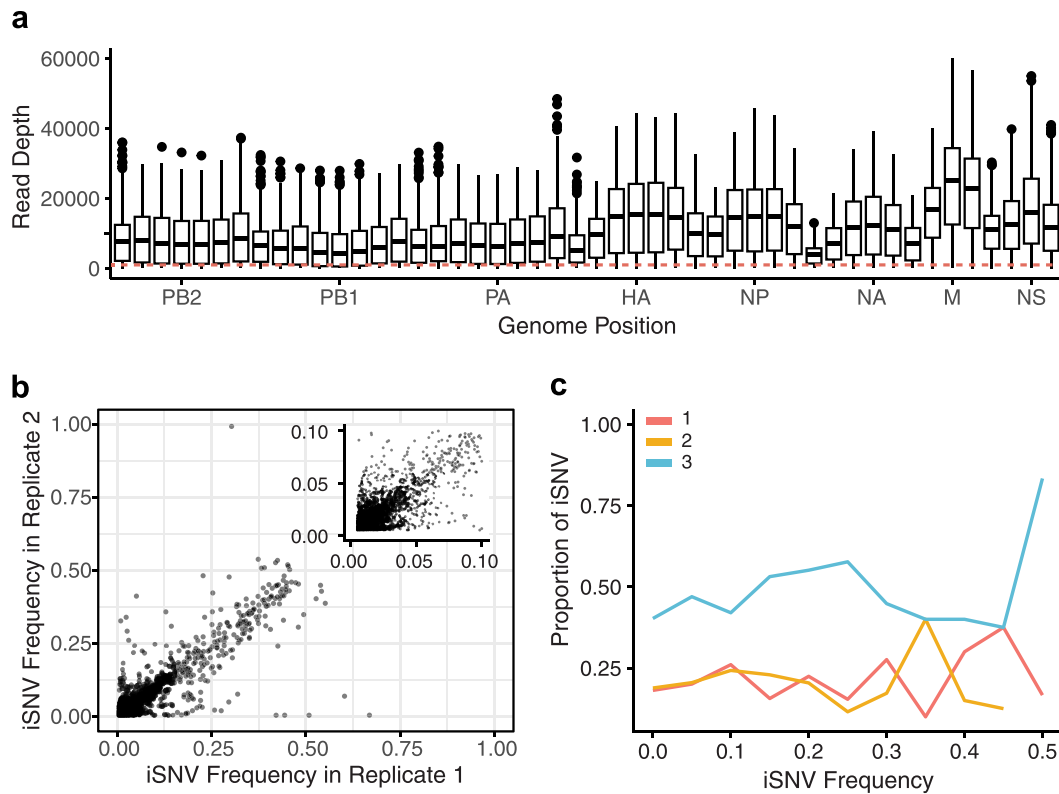 a
60000
40000
20000
0
Read Depth
PB2 PB1 PA HA NP NA M NS
Genome Position
b
iSNV Frequency in Replicate 2
1.00
0.75
0.50
0.25
0.00
0.00 0.25 0.50 0.75 1.00
iSNV Frequency in Replicate 1
0.10
0.05
0.00
0.00 0.05 0.10
c
Proportion of iSNV
1.00
0.75
0.50
0.25
1
2
3
0.0 0.1 0.2 0.3 0.4 0.5
iSNV Frequency